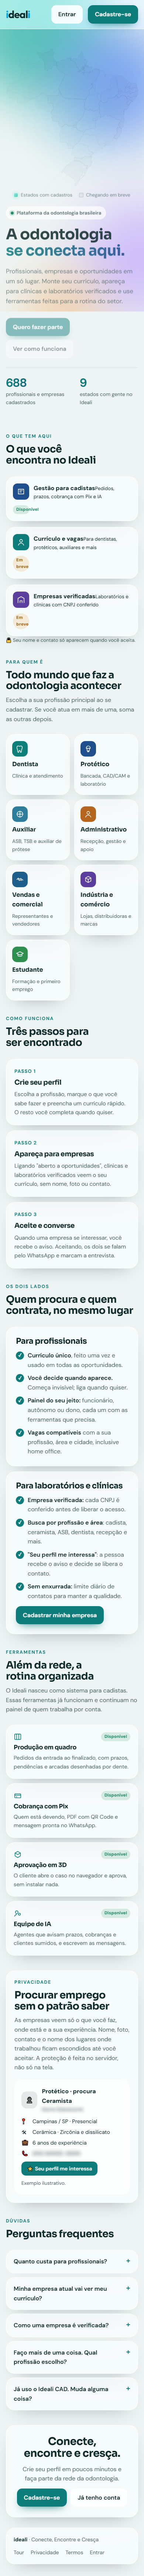 ideali
Entrar
Cadastre-se
Estados com cadastros
Chegando em breve
Plataforma da odontologia brasileira
A odontologia
se conecta aqui.
Profissionais, empresas e oportunidades em
um só lugar. Monte seu currículo, apareça
para clínicas e laboratórios verificados e use
ferramentas feitas para a rotina do setor.
Quero fazer parte
Ver como funciona
688
profissionais e empresas
cadastrados
9
estados com gente no
Ideali
O QUE TEM AQUI
O que você
encontra no Ideali
Gestão para cadistas Pedidos,
prazos, cobrança com Pix e IA
Disponível
Currículo e vagas Para dentistas,
protéticos, auxiliares e mais
Em
breve
Empresas verificadas Laboratórios e
clínicas com CNPJ conferido
Em
breve
Seu nome e contato só aparecem quando você aceita.
PARA QUEM É
Todo mundo que faz a
odontologia acontecer
Escolha a sua profissão principal ao se
cadastrar. Se você atua em mais de uma, soma
as outras depois.
Dentista
Clínica e atendimento
Protético
Bancada, CAD/CAM e
laboratório
Auxiliar
ASB, TSB e auxiliar de
prótese
Administrativo
Recepção, gestão e
apoio
Vendas e
comercial
Representantes e
vendedores
Indústria e
comércio
Lojas, distribuidoras e
marcas
Estudante
Formação e primeiro
emprego
COMO FUNCIONA
Três passos para
ser encontrado
PASSO 1
Crie seu perfil
Escolha a profissão, marque o que você
sabe fazer e preencha um currículo rápido.
O resto você completa quando quiser.
PASSO 2
Apareça para empresas
Ligando "aberto a oportunidades", clínicas e
laboratórios verificados veem o seu
currículo, sem nome, foto ou contato.
PASSO 3
Aceite e converse
Quando uma empresa se interessar, você
recebe o aviso. Aceitando, os dois se falam
pelo WhatsApp e marcam a entrevista.
OS DOIS LADOS
Quem procura e quem
contrata, no mesmo lugar
Para profissionais
Currículo único, feito uma vez e
usado em todas as oportunidades.
Você decide quando aparece.
Começa invisível; liga quando quiser.
Painel do seu jeito: funcionário,
autônomo ou dono, cada um com as
ferramentas que precisa.
Vagas compatíveis com a sua
profissão, área e cidade, inclusive
home office.
Para laboratórios e clínicas
Empresa verificada: cada CNPJ é
conferido antes de liberar o acesso.
Busca por profissão e área: cadista,
ceramista, ASB, dentista, recepção e
mais.
"Seu perfil me interessa": a pessoa
recebe o aviso e decide se libera o
contato.
Sem enxurrada: limite diário de
contatos para manter a qualidade.
Cadastrar minha empresa
FERRAMENTAS
Além da rede, a
rotina organizada
O Ideali nasceu como sistema para cadistas.
Essas ferramentas já funcionam e continuam no
painel de quem trabalha por conta.
Disponível
Produção em quadro
Pedidos da entrada ao finalizado, com prazos,
pendências e arcadas desenhadas por dente.
Disponível
Cobrança com Pix
Quem está devendo, PDF com QR Code e
mensagem pronta no WhatsApp.
Disponível
Aprovação em 3D
O cliente abre o caso no navegador e aprova,
sem instalar nada.
Disponível
Equipe de IA
Agentes que avisam prazos, cobranças e
clientes sumidos, e escrevem as mensagens.
PRIVACIDADE
Procurar emprego
sem o patrão saber
As empresas veem só o que você faz,
onde está e a sua experiência. Nome, foto,
contato e o nome dos lugares onde
trabalhou ficam escondidos até você
aceitar. A proteção é feita no servidor,
não só na tela.
Protético · procura
Ceramista
Campinas / SP · Presencial
Cerâmica · Zircônia o dissilicato
6 anos de experiência
Seu perfil me interessa
Exemplo ilustrativo.
DÚVIDAS
Perguntas frequentes
Quanto custa para profissionais?
+
Minha empresa atual vai ver meu
currículo?
+
Como uma empresa é verificada?
+
Faço mais de uma coisa. Qual
profissão escolho?
+
Já uso o Ideali CAD. Muda alguma
coisa?
+
Conecte,
encontre e cresça.
Crie seu perfil em poucos minutos e
faça parte da rede da odontologia.
Cadastre-se
Já tenho conta
ideali · Conecte, Encontre e Cresça
Tour
Privacidade
Termos
Entrar